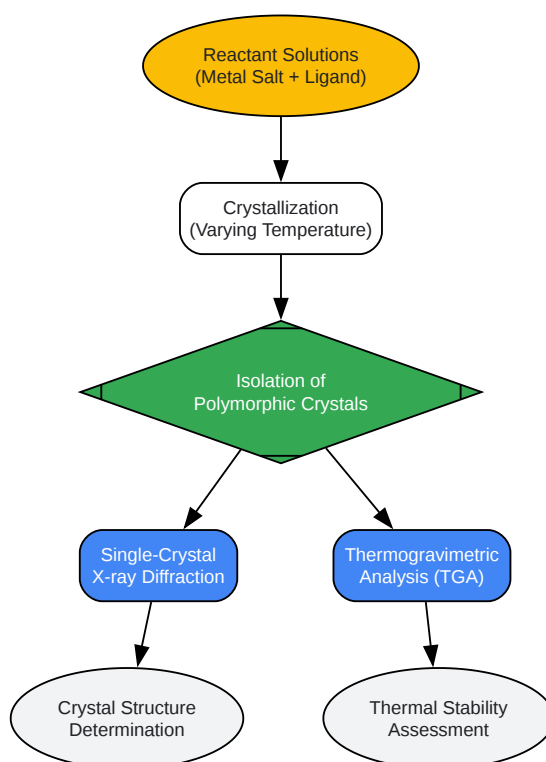 Reactant Solutions
(Metal Salt + Ligand)
Crystallization
(Varying Temperature)
Isolation of
Polymorphic Crystals
Single-Crystal
X-ray Diffraction
Thermogravimetric
Analysis (TGA)
Crystal Structure
Determination
Thermal Stability
Assessment